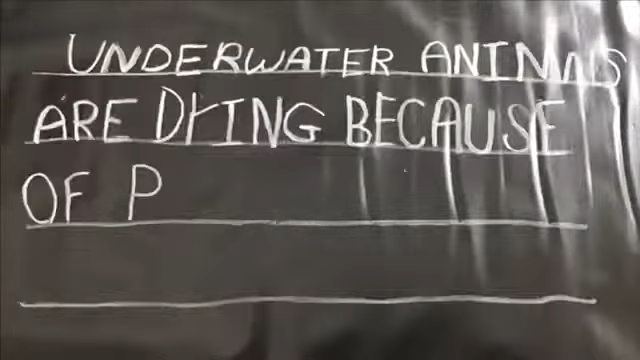 UNDERWATER ANIMALS
ARE DYING BECAUSE
OF P